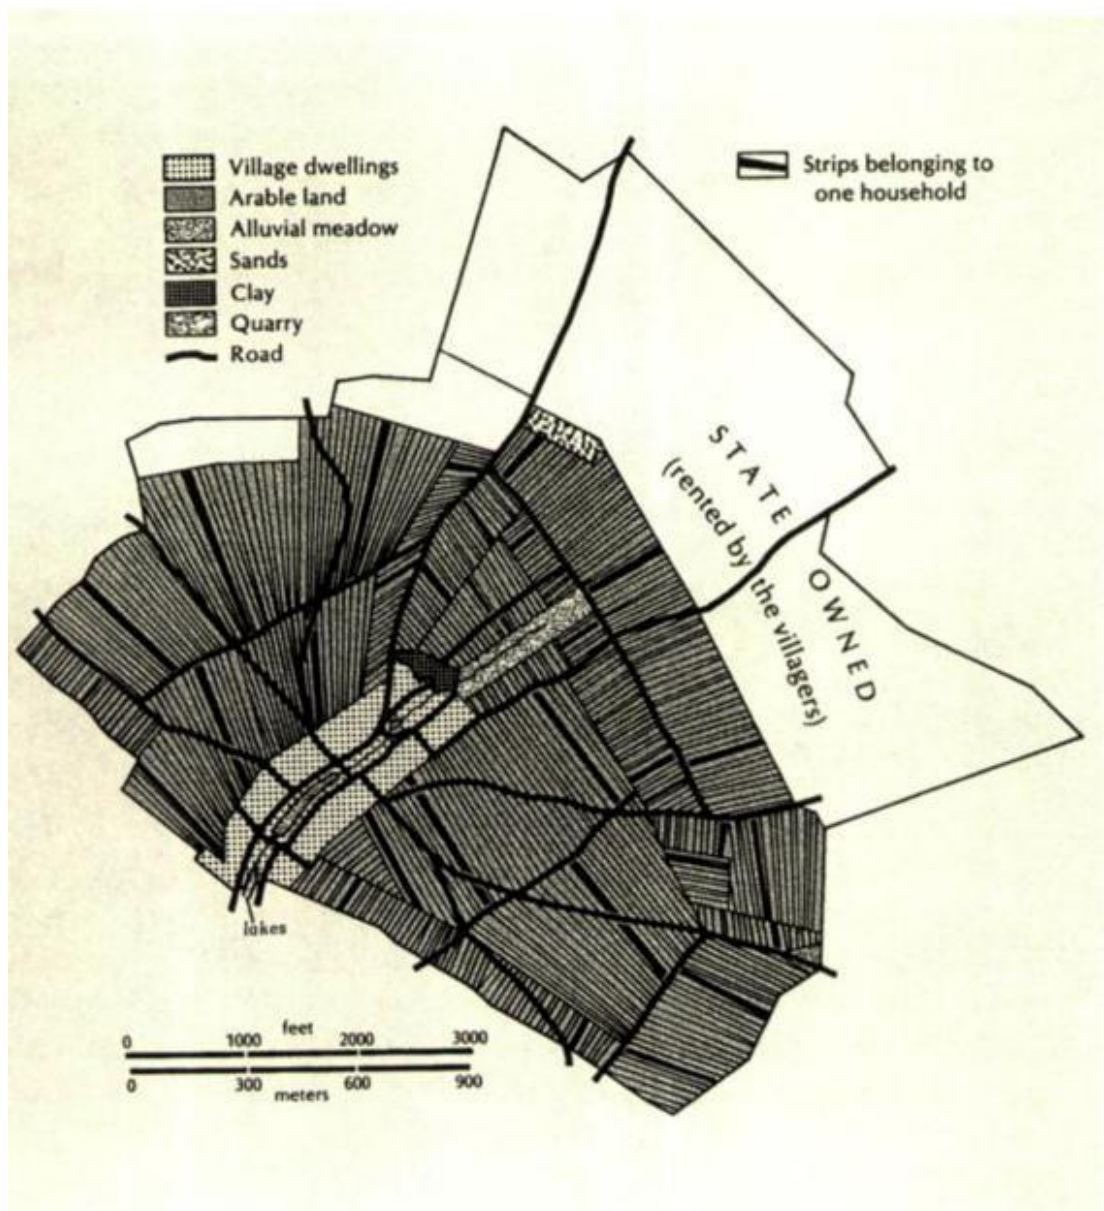 Village dwellings
Arable land
Alluvial meadow
Sands
Clay
Quarry
Road
Strips belonging to
one household
STATE
OWNED
(rented by the villagers)
lakes
feet
0 1000 2000 3000
0 300 600 900
meters